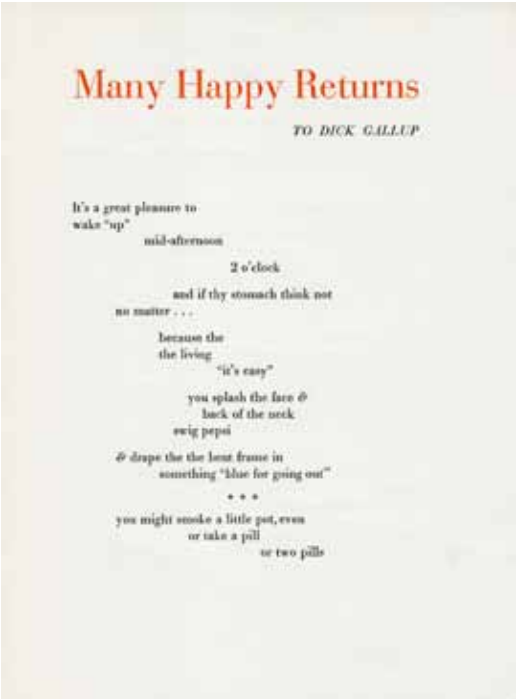 Many Happy Returns
TO DICK GALLUP
It's a great pleasure to
wake "up"
mid-afternoon
2 o'clock
and if thy stomach think not
no matter . . .
because the
the living
"it's easy"
you splash the face &
back of the neck
swig pepsi
& drape the the bent frame in
something "blue for going out"
* * *
you might smoke a little pot, even
or take a pill
or two pills